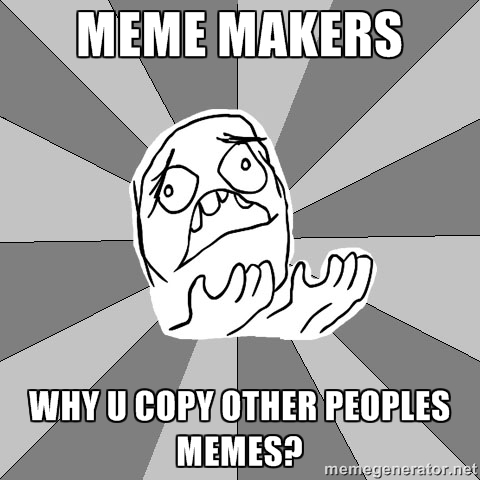 MEME MAKERS
WHY U COPY OTHER PEOPLES
MEMES?
memegenerator.net